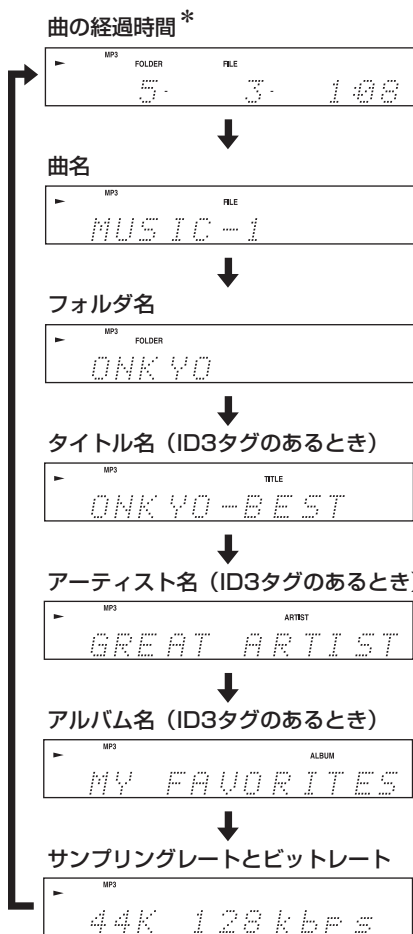 曲の経過時間*
MP3
FOLDER FILE
5· 3· 1:08
曲名
MP3
FILE
MUSIC-1
フォルダ名
MP3
FOLDER
ONKYO
タイトル名（ID3タグのあるとき）
MP3
TITLE
ONKYO-BEST
アーティスト名（ID3タグのあるとき）
MP3
ARTIST
GREAT ARTIST
アルバム名（ID3タグのあるとき）
MP3
ALBUM
MY FAVORITES
サンプリングレートとビットレート
MP3
44K 128kbps